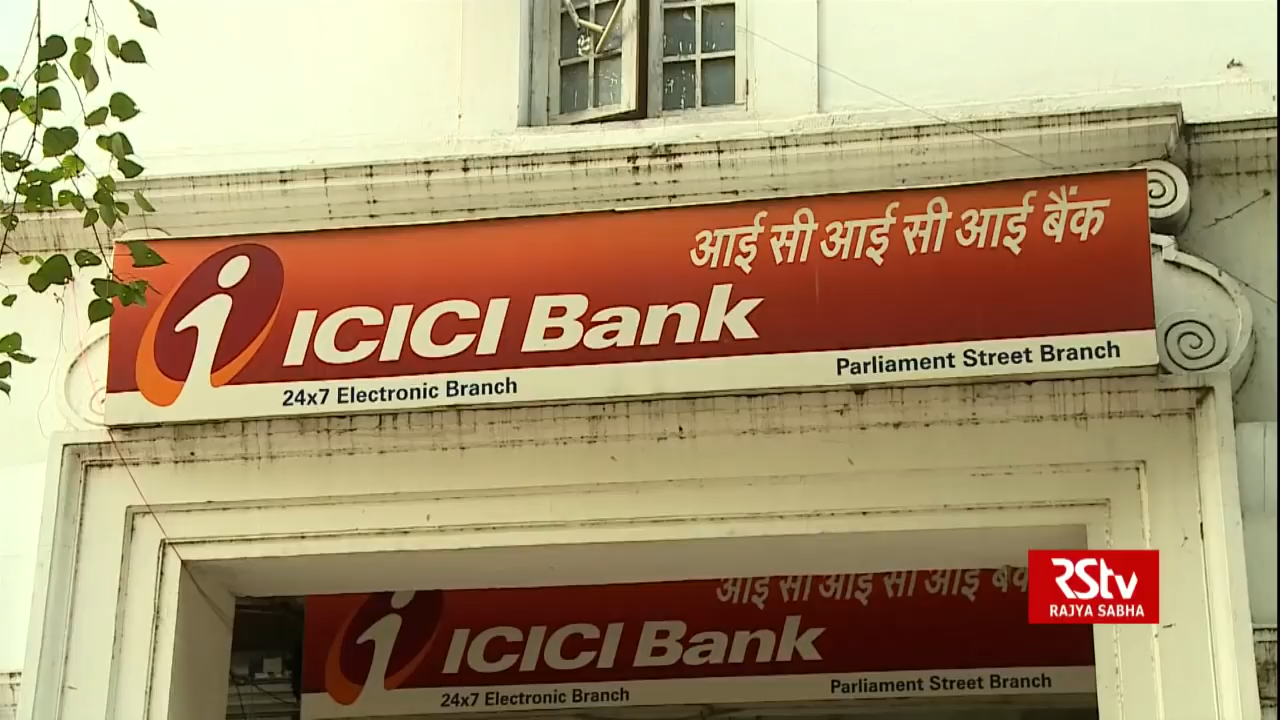 आई सी आई सी आई बैंक
i ICICI Bank
24x7 Electronic Branch
Parliament Street Branch
आई सी आई सी आई बैंक
i ICICI Bank
24x7 Electronic Branch
Parliament Street Branch
RStv
RAJYA SABHA